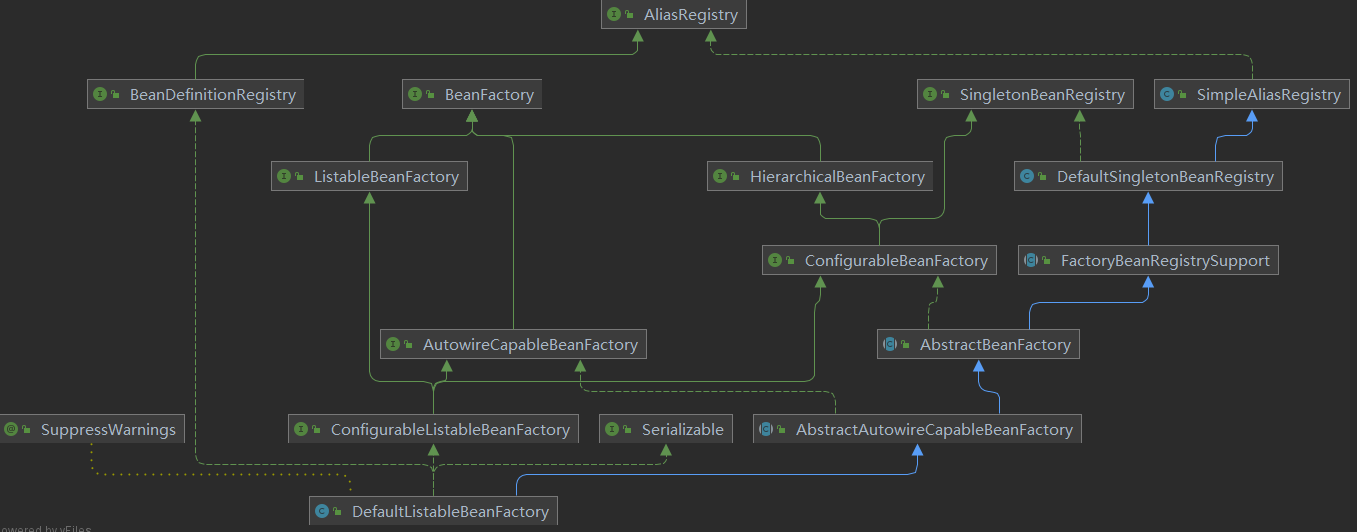 AliasRegistry
BeanDefinitionRegistry
BeanFactory
SingletonBeanRegistry
SimpleAliasRegistry
ListableBeanFactory
HierarchicalBeanFactory
DefaultSingletonBeanRegistry
ConfigurableBeanFactory
FactoryBeanRegistrySupport
AutowireCapableBeanFactory
AbstractBeanFactory
SuppressWarnings
ConfigurableListableBeanFactory
Serializable
AbstractAutowireCapableBeanFactory
DefaultListableBeanFactory
owered by yFiles